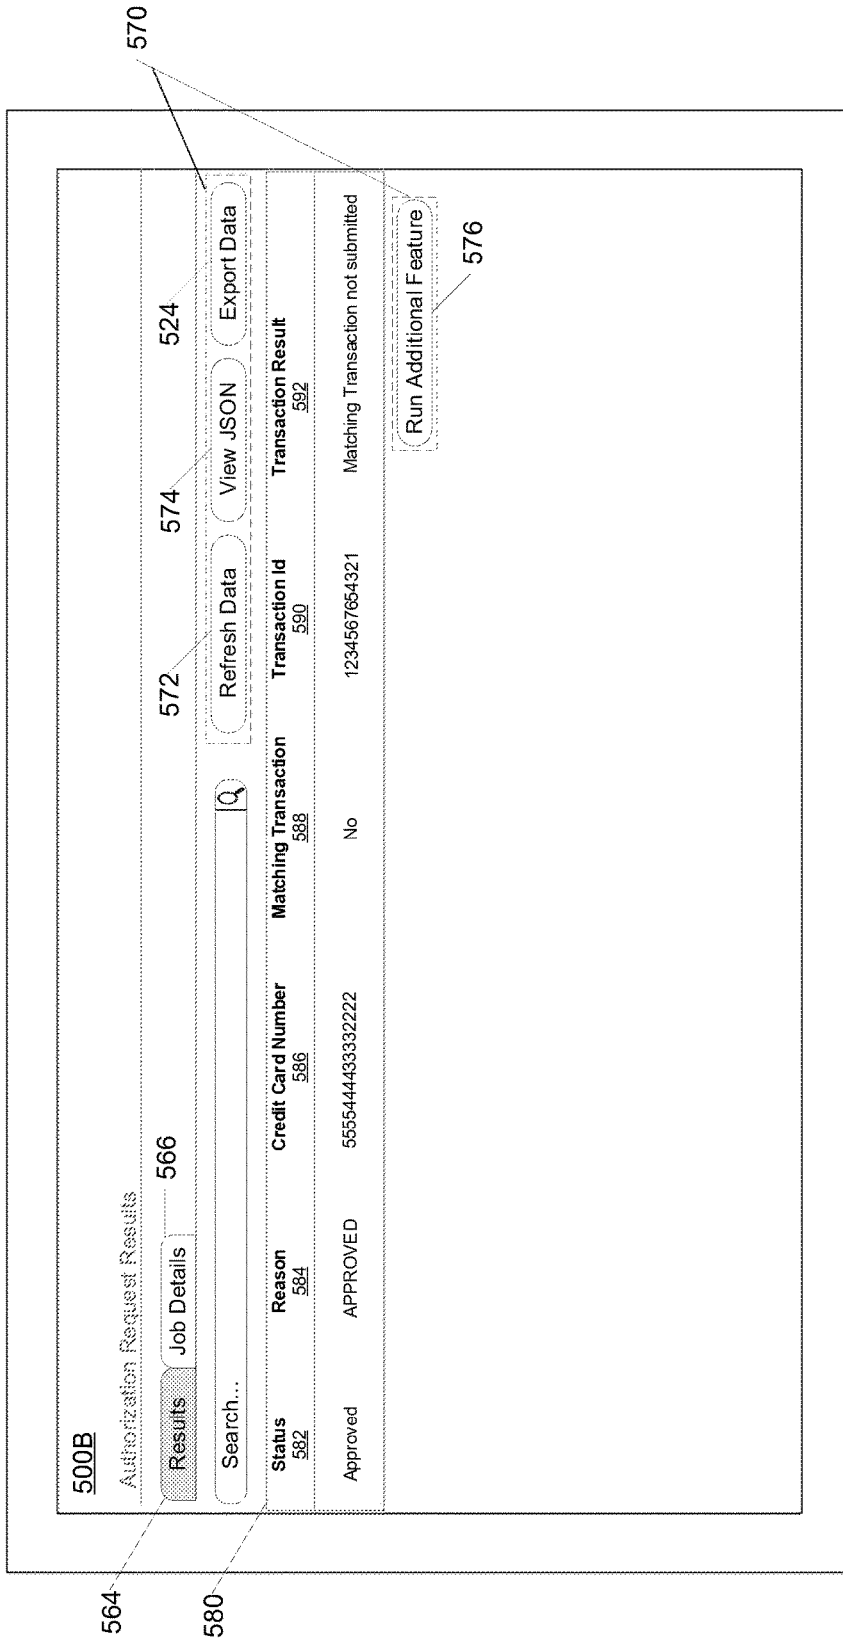 500B
Authorization Request Results
564
Results
Job Details
566
572
574
524
570
Search...
Refresh Data
View JSON
Export Data
580
Status
Reason
Credit Card Number
Matching Transaction
Transaction Id
Transaction Result
582
584
586
588
590
592
Approved
APPROVED
5555444433332222
No
1234567654321
Matching Transaction not submitted
Run Additional Feature
576